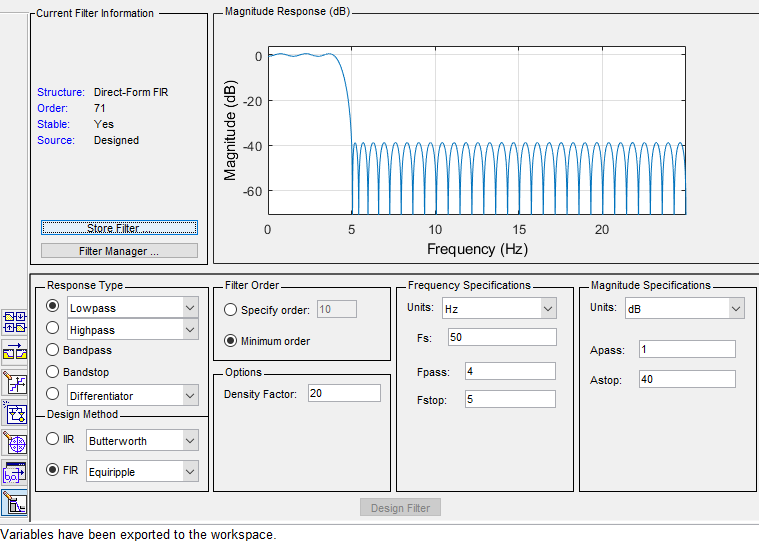 Current Filter Information
Structure: Direct-Form FIR
Order: 71
Stable: Yes
Source: Designed
Store Filter ...
Filter Manager ...
Magnitude Response (dB)
Magnitude (dB)
0
-20
-40
-60
0 5 10 15 20
Frequency (Hz)
Response Type
Lowpass
Highpass
Bandpass
Bandstop
Differentiator
Design Method
IIR Butterworth
FIR Equiripple
Filter Order
Specify order: 10
Minimum order
Options
Density Factor: 20
Frequency Specifications
Units: Hz
Fs: 50
Fpass: 4
Fstop: 5
Magnitude Specifications
Units: dB
Apass: 1
Astop: 40
Design Filter
Variables have been exported to the workspace.